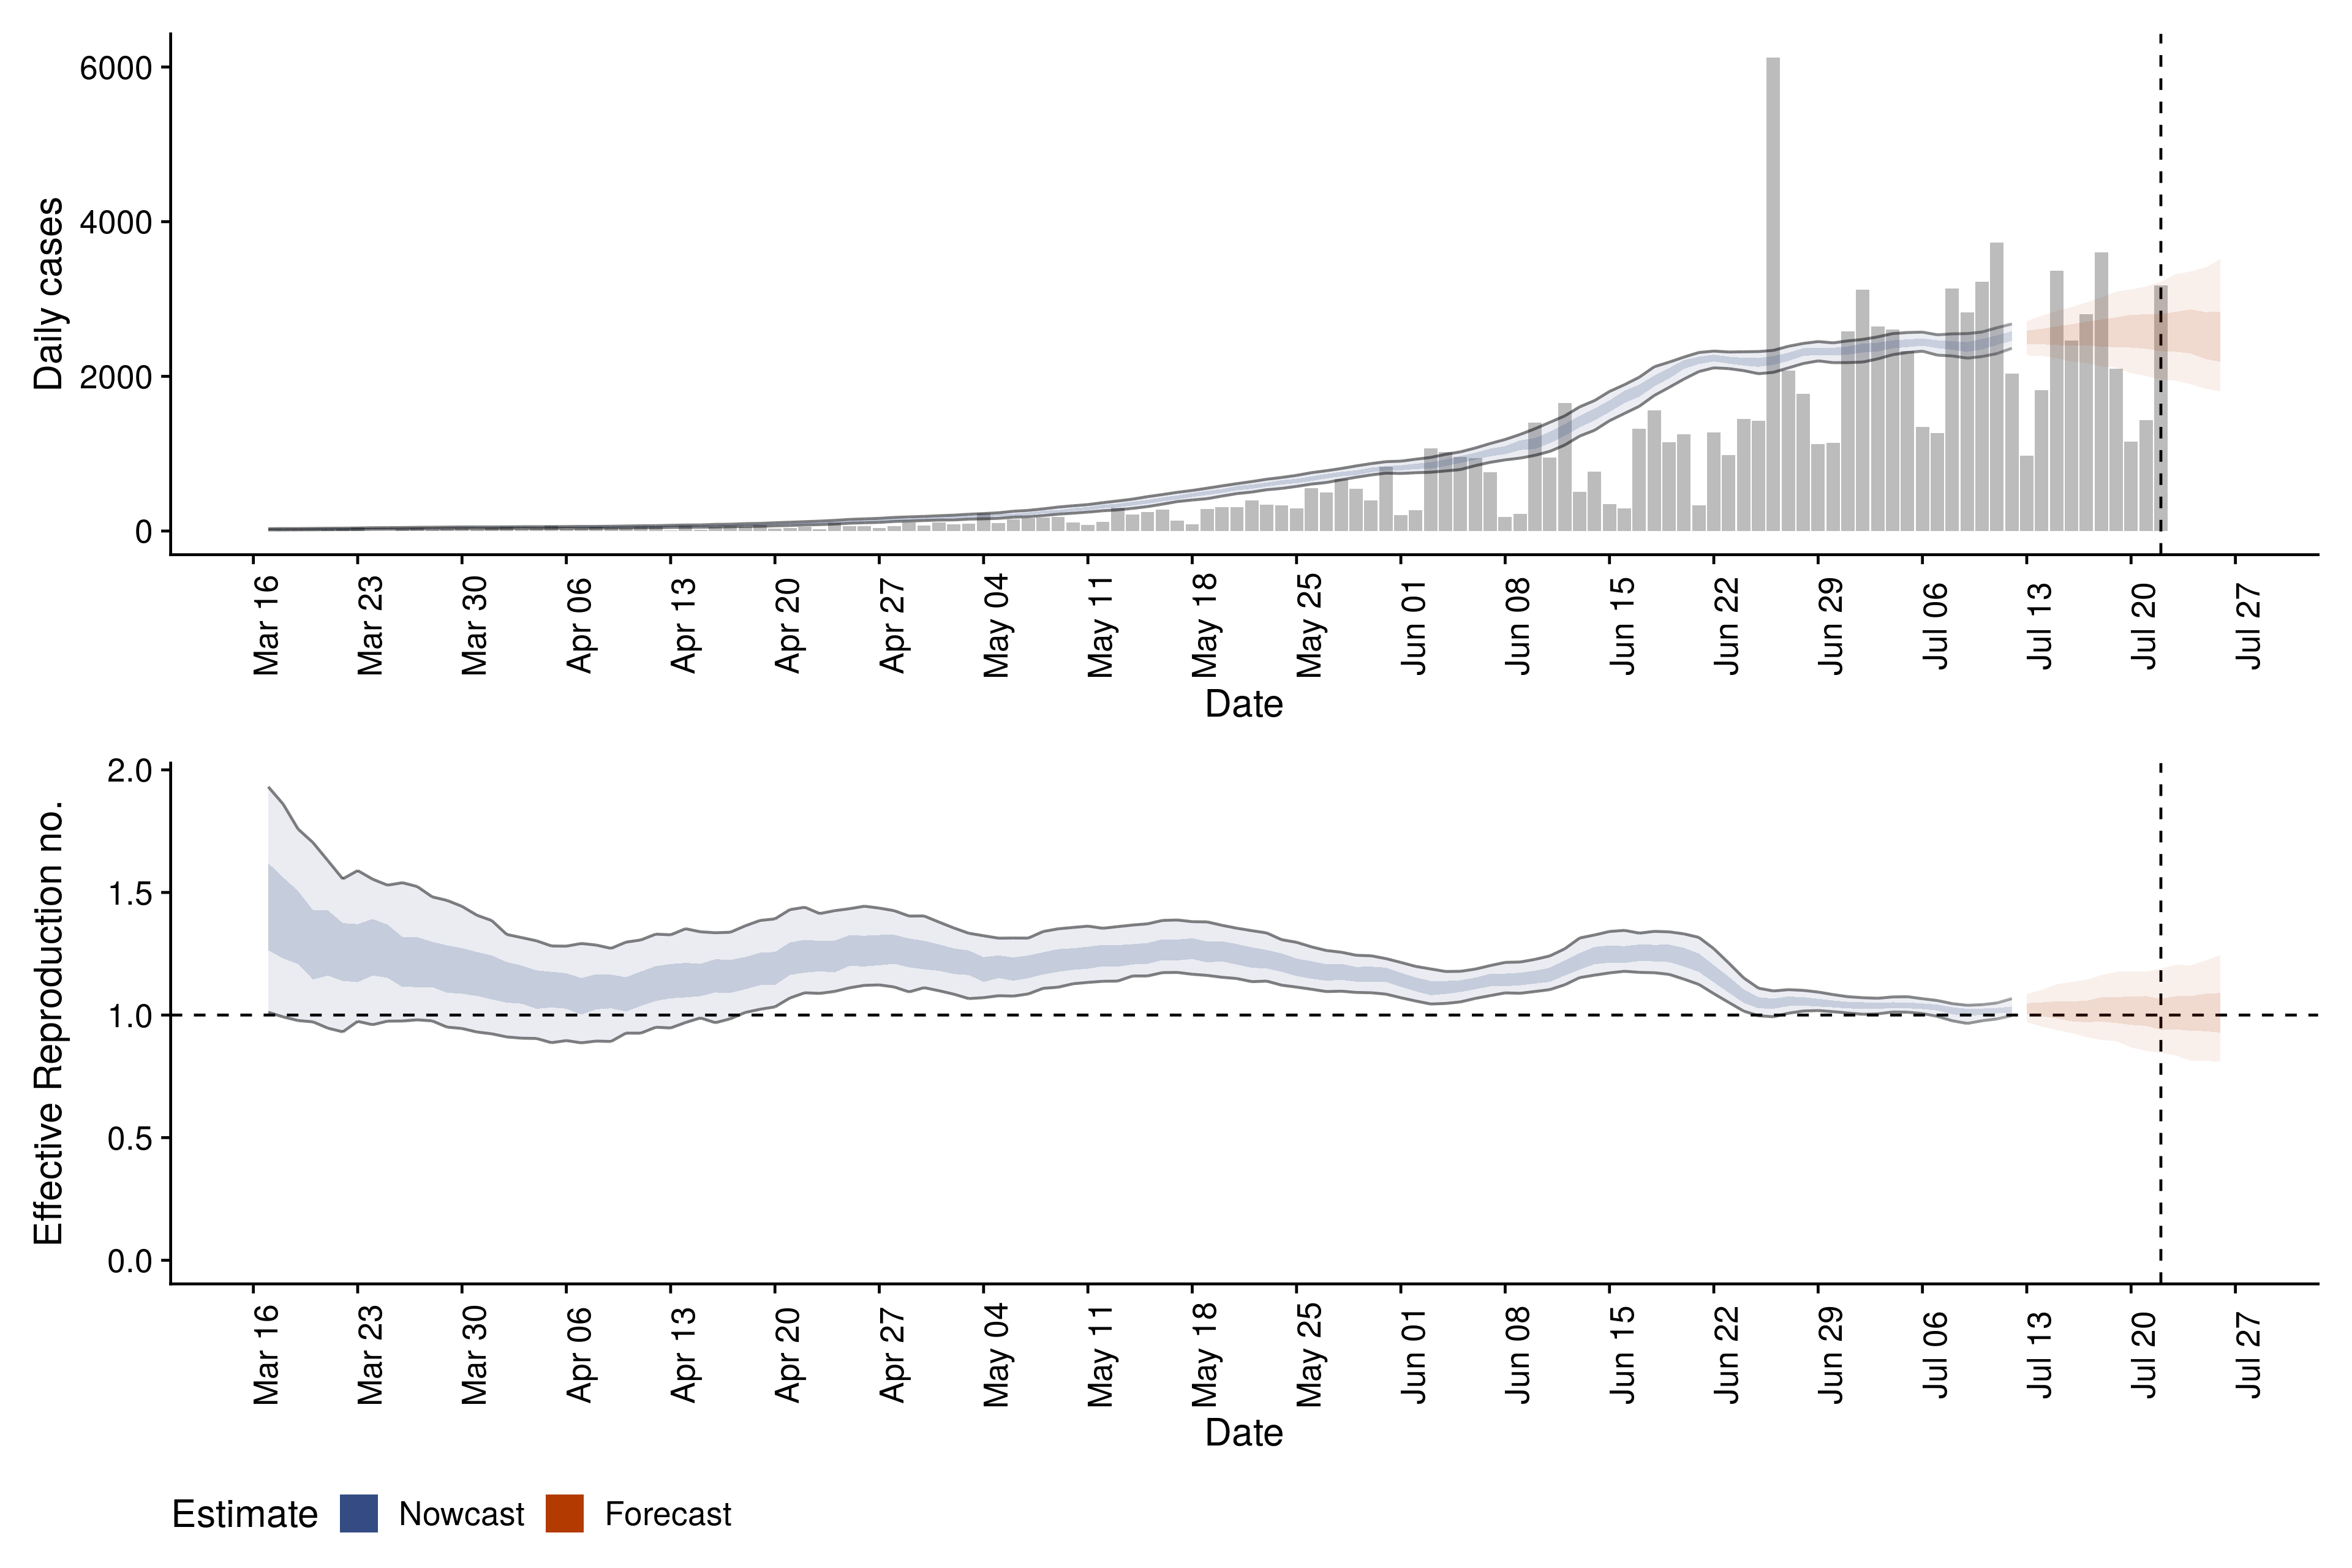 Daily cases
6000
4000
2000
0
Mar 16
Mar 23
Mar 30
Apr 06
Apr 13
Apr 20
Apr 27
May 04
May 11
May 18
May 25
Jun 01
Jun 08
Jun 15
Jun 22
Jun 29
Jul 06
Jul 13
Jul 20
Jul 27
Date
Effective Reproduction no.
2.0
1.5
1.0
0.5
0.0
Mar 16
Mar 23
Mar 30
Apr 06
Apr 13
Apr 20
Apr 27
May 04
May 11
May 18
May 25
Jun 01
Jun 08
Jun 15
Jun 22
Jun 29
Jul 06
Jul 13
Jul 20
Jul 27
Date
Estimate Nowcast Forecast